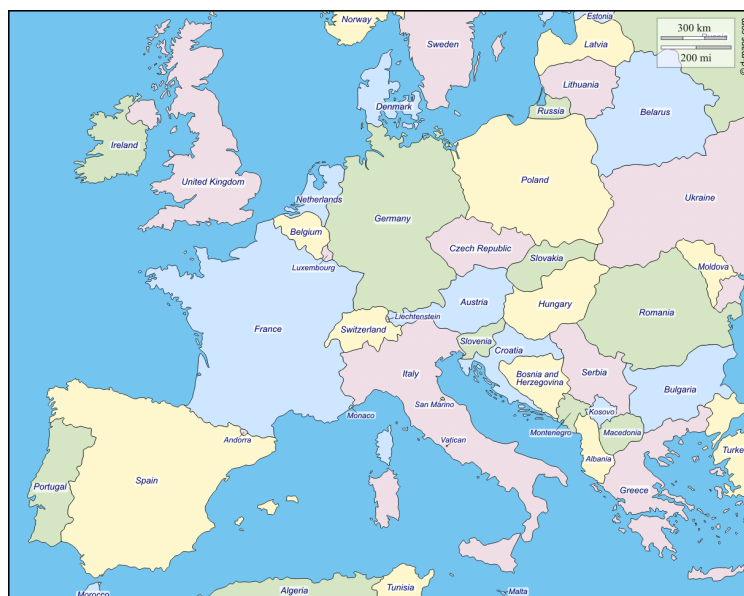 Norway
Estonia
300 km
200 mi
© d-maps.com
Sweden
Latvia
Denmark
Lithuania
Russia
Belarus
Ireland
United Kingdom
Netherlands
Germany
Poland
Ukraine
Belgium
Luxembourg
Czech Republic
Slovakia
Moldova
France
Switzerland
Liechtenstein
Austria
Hungary
Romania
Slovenia
Croatia
Italy
Bosnia and
Herzegovina
Serbia
Bulgaria
San Marino
Monaco
Kosovo
Montenegro
Macedonia
Andorra
Vatican
Albania
Turke
Portugal
Spain
Greece
Morocco
Algeria
Tunisia
Malta